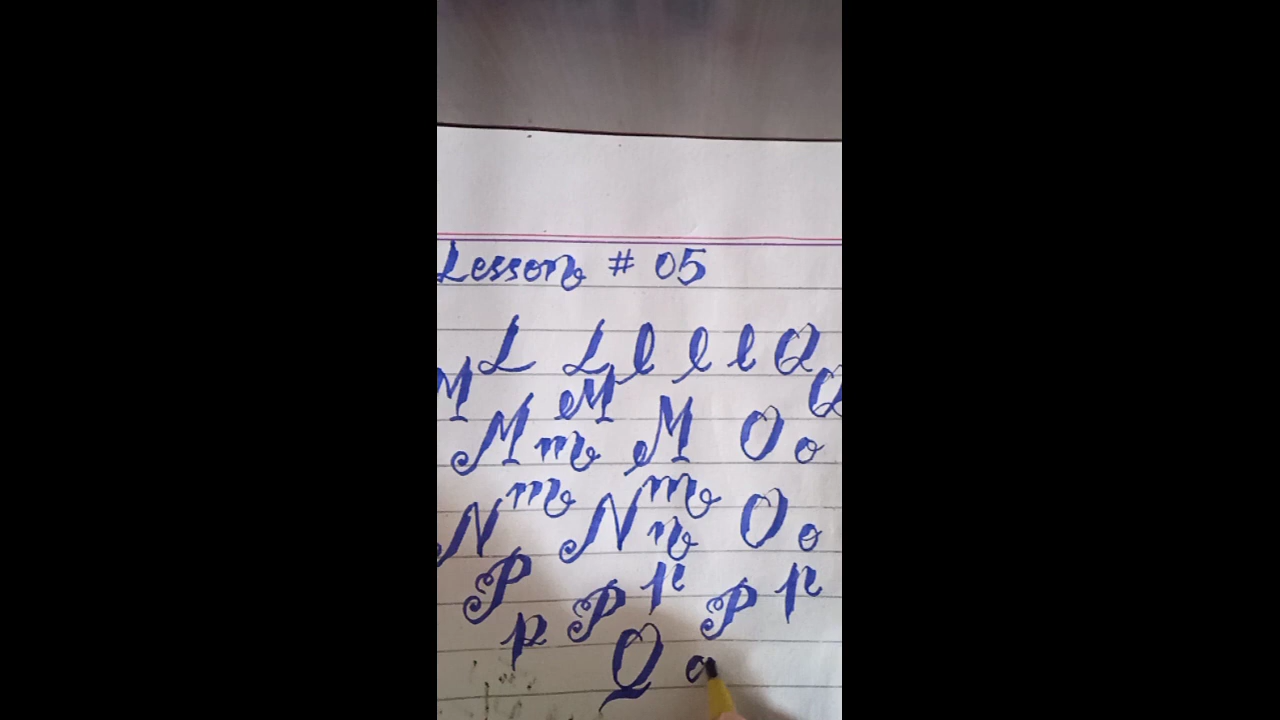 Lesson # 05
L L l l l Q
M M Q
M m M O o
m m
N N n O o
P p p
P P
p Q